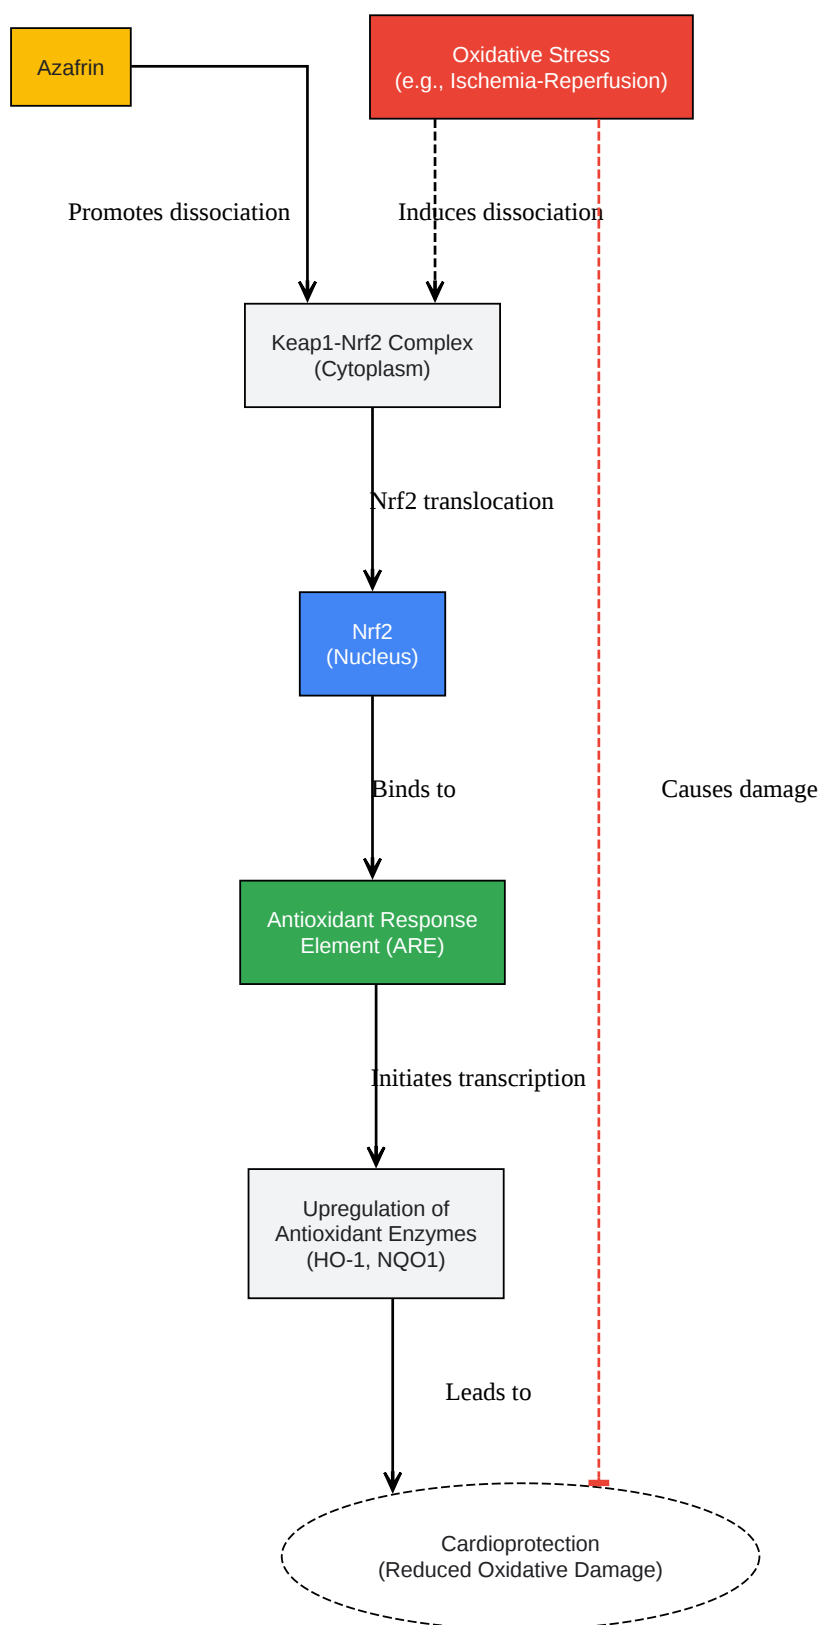 Azafrin
Oxidative Stress
(e.g., Ischemia-Reperfusion)
Promotes dissociation
Induces dissociation
Keap1-Nrf2 Complex
(Cytoplasm)
Nrf2 translocation
Nrf2
(Nucleus)
Binds to
Causes damage
Antioxidant Response
Element (ARE)
Initiates transcription
Upregulation of
Antioxidant Enzymes
(HO-1, NQO1)
Leads to
Cardioprotection
(Reduced Oxidative Damage)